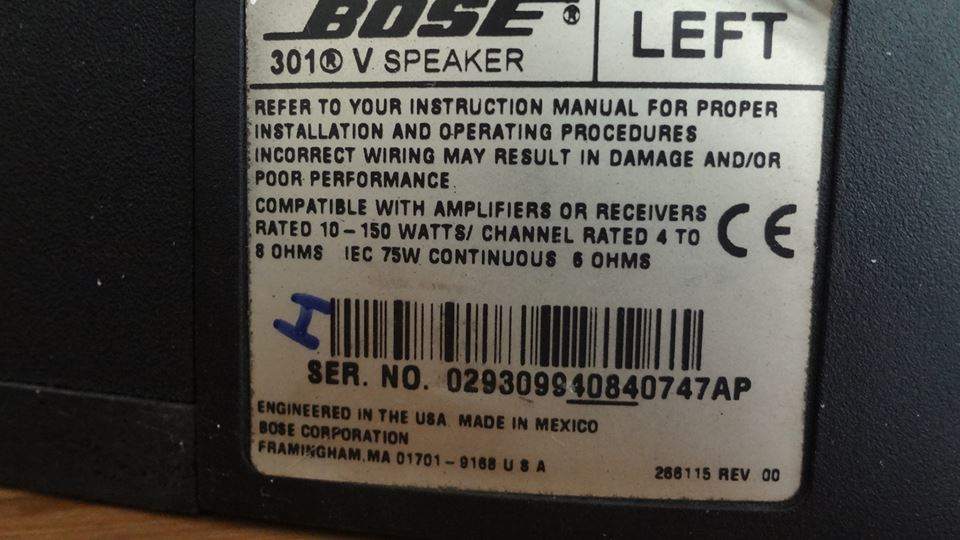 BOSE®
301® V SPEAKER
LEFT
REFER TO YOUR INSTRUCTION MANUAL FOR PROPER
INSTALLATION AND OPERATING PROCEDURES
INCORRECT WIRING MAY RESULT IN DAMAGE AND/OR
POOR PERFORMANCE
COMPATIBLE WITH AMPLIFIERS OR RECEIVERS
RATED 10-150 WATTS/ CHANNEL RATED 4 TO
8 OHMS IEC 75W CONTINUOUS 6 OHMS
CE
H
SER. NO. 029309940840747AP
ENGINEERED IN THE USA MADE IN MEXICO
BOSE CORPORATION
FRAMINGHAM, MA 01701-9168 U S A
286115 REV 00